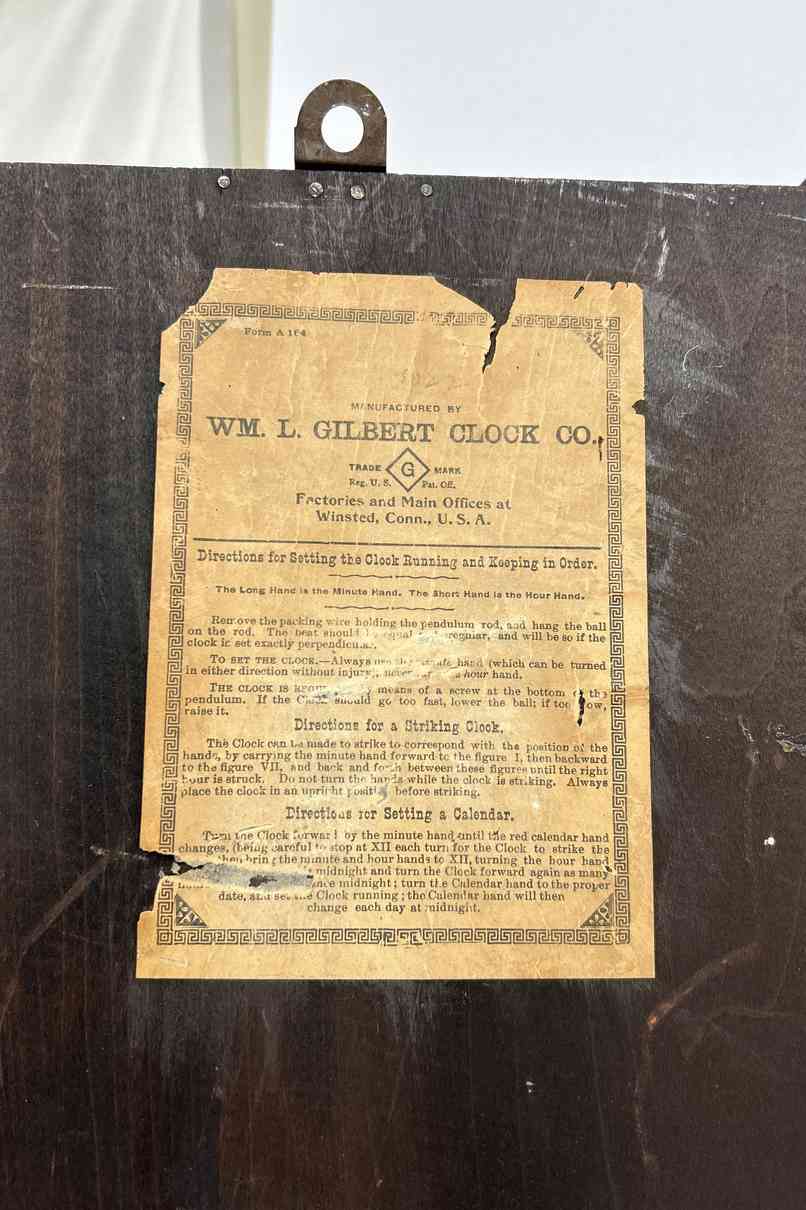 Form A 164
MANUFACTURED BY
WM. L. GILBERT CLOCK CO.,
TRADE G MARK
Reg. U. S. Pat. Off.
Factories and Main Offices at
Winsted, Conn., U. S. A.
Directions for Setting the Clock Running and Keeping in Order.
The Long Hand is the Minute Hand. The Short Hand is the Hour Hand.
Remove the packing wire holding the pendulum rod, and hang the ball
on the rod. The beat should be equal and regular, and will be so if the
clock is set exactly perpendicular.
TO SET THE CLOCK.—Always use the minute hand (which can be turned
in either direction without injury), never hour hand.
THE CLOCK IS means of a screw at the bottom of the
pendulum. If the Clock should go too fast, lower the ball; if too
raise it.
Directions for a Striking Clock.
The Clock can be made to strike to correspond with the position of the
hands, by carrying the minute hand forward to the figure I, then backward
to the figure VII, and back and forth between these figures until the right
hour is struck. Do not turn the hands while the clock is striking. Always
place the clock in an upright position before striking.
Directions for Setting a Calendar.
Turn the Clock forward by the minute hand until the red calendar hand
changes, (being careful to stop at XII each turn for the Clock to strike the
then bring the minute and hour hands to XII, turning the hour hand
midnight and turn the Clock forward again as many
midnight; turn the Calendar hand to the proper
date, and set the Clock running; the Calendar hand will then
change each day at midnight.